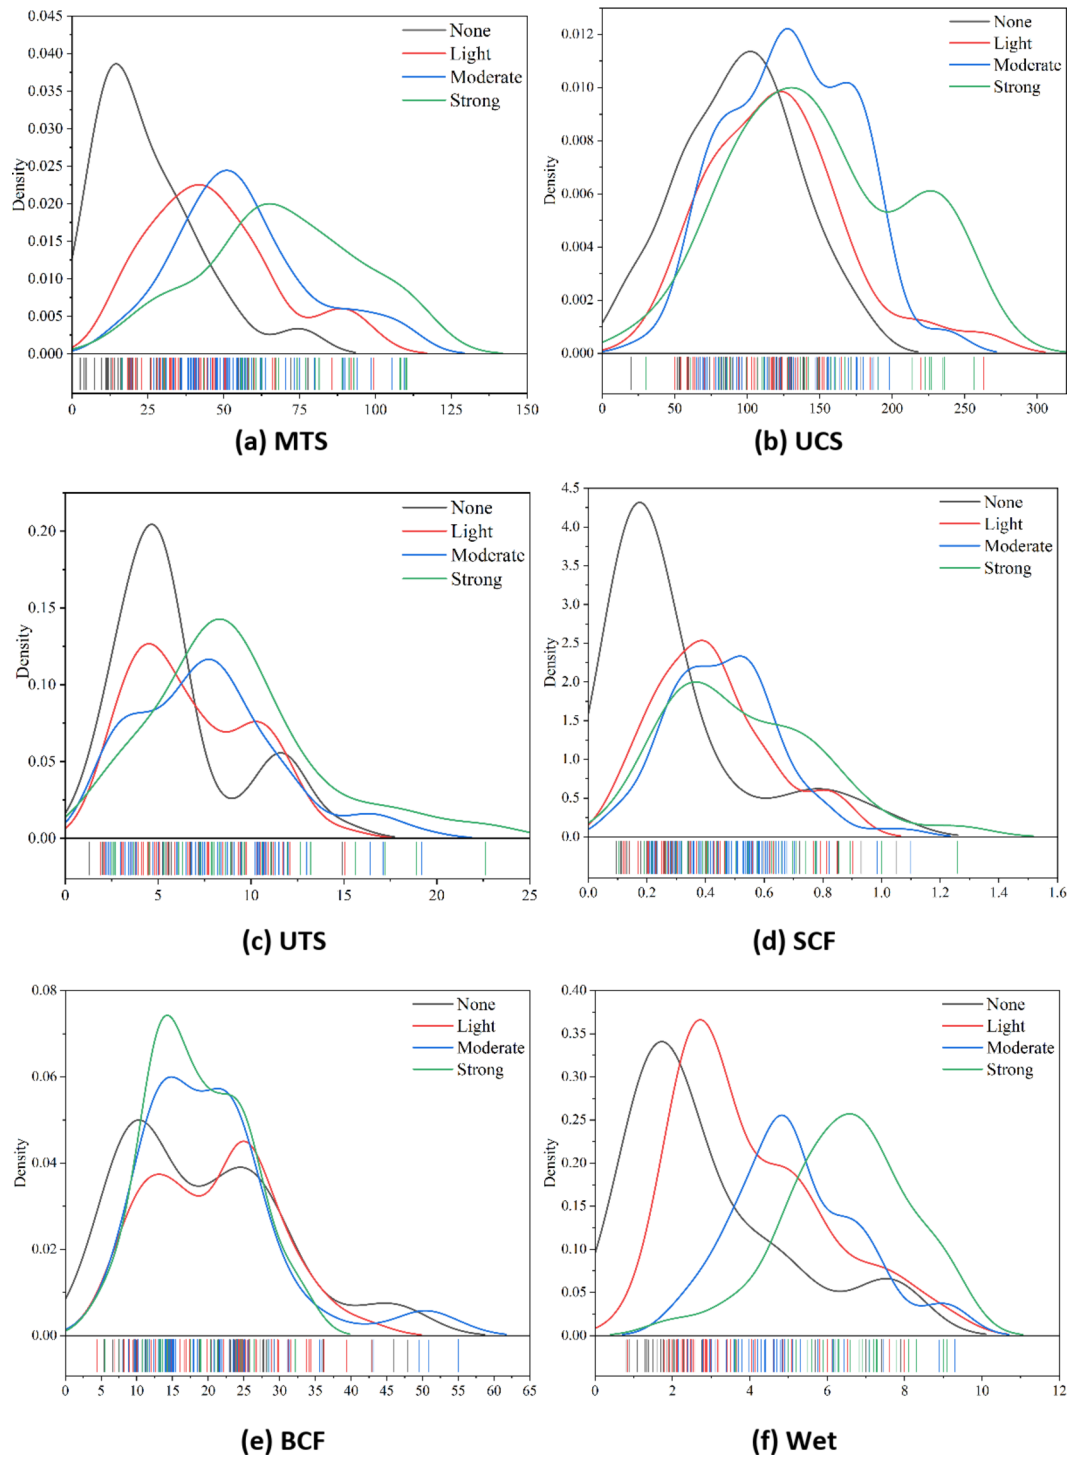 0.045
0.040
0.035
0.030
0.025
0.020
0.015
0.010
0.005
0.000
Density
None
Light
Moderate
Strong
0 25 50 75 100 125 150
(a) MTS
0.012
0.010
0.008
0.006
0.004
0.002
0.000
Density
None
Light
Moderate
Strong
0 50 100 150 200 250 300
(b) UCS
0.20
0.15
0.10
0.05
0.00
Density
None
Light
Moderate
Strong
0 5 10 15 20 25
(c) UTS
4.5
4.0
3.5
3.0
2.5
2.0
1.5
1.0
0.5
0.0
Density
None
Light
Moderate
Strong
0.0 0.2 0.4 0.6 0.8 1.0 1.2 1.4 1.6
(d) SCF
0.08
0.06
0.04
0.02
0.00
Density
None
Light
Moderate
Strong
0 5 10 15 20 25 30 35 40 45 50 55 60 65
(e) BCF
0.40
0.35
0.30
0.25
0.20
0.15
0.10
0.05
0.00
Density
None
Light
Moderate
Strong
0 2 4 6 8 10 12
(f) Wet